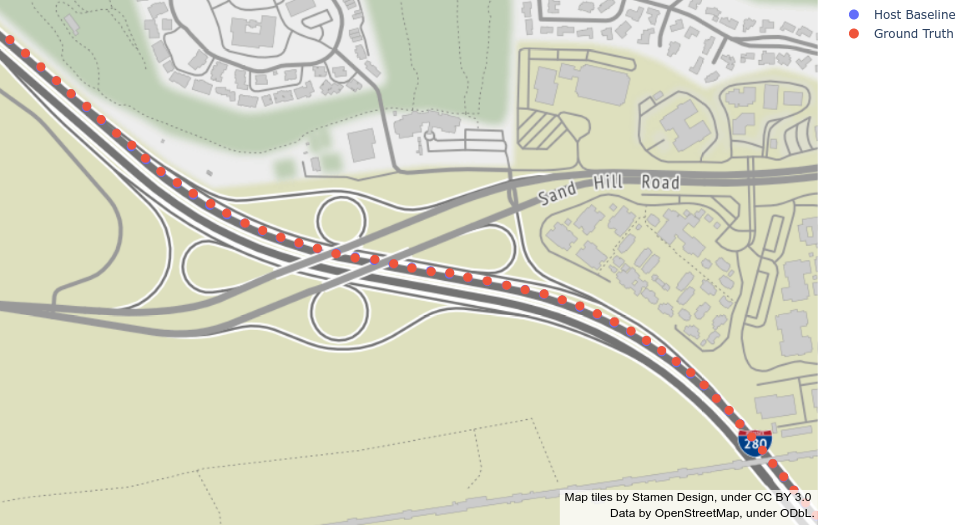 Host Baseline
Ground Truth
Sand Hill Road
280
Map tiles by Stamen Design, under CC BY 3.0
Data by OpenStreetMap, under ODbL.